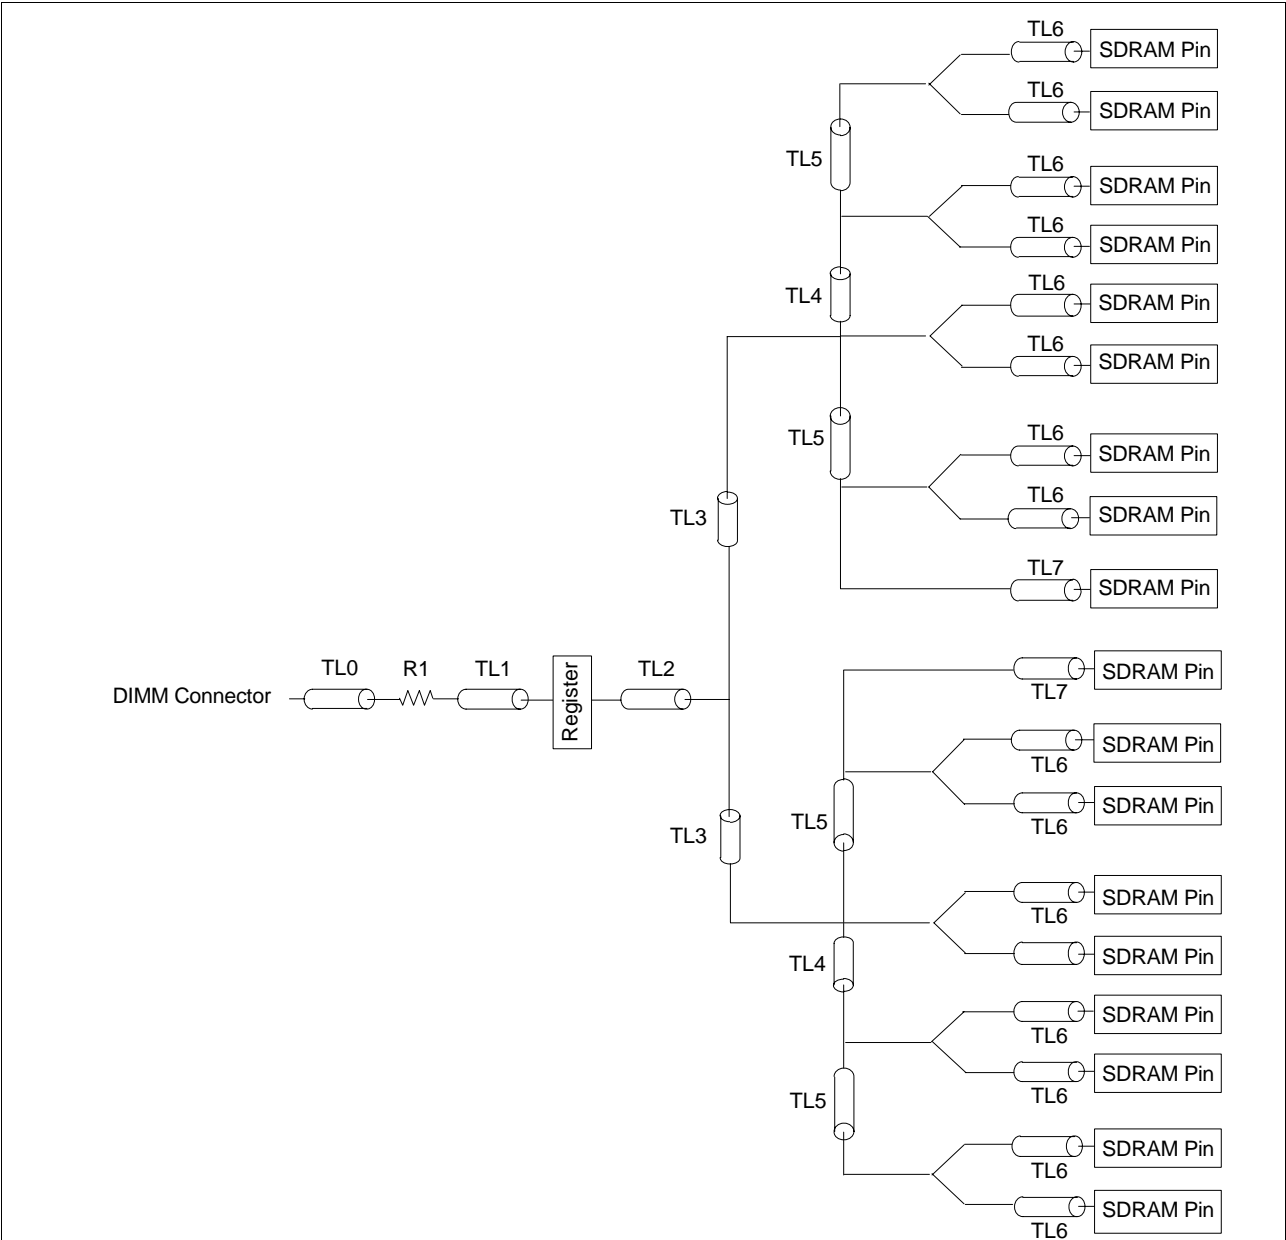 TL6
SDRAM Pin
TL6
SDRAM Pin
TL5
TL6
SDRAM Pin
TL6
SDRAM Pin
TL4
TL6
SDRAM Pin
TL6
SDRAM Pin
TL5
TL6
SDRAM Pin
TL3
TL6
SDRAM Pin
TL7
SDRAM Pin
DIMM Connector
TL0
R1
TL1
Register
TL2
SDRAM Pin
TL7
SDRAM Pin
TL6
TL3
TL5
SDRAM Pin
TL6
SDRAM Pin
TL6
TL4
SDRAM Pin
SDRAM Pin
TL6
SDRAM Pin
TL6
TL5
SDRAM Pin
TL6
SDRAM Pin
TL6